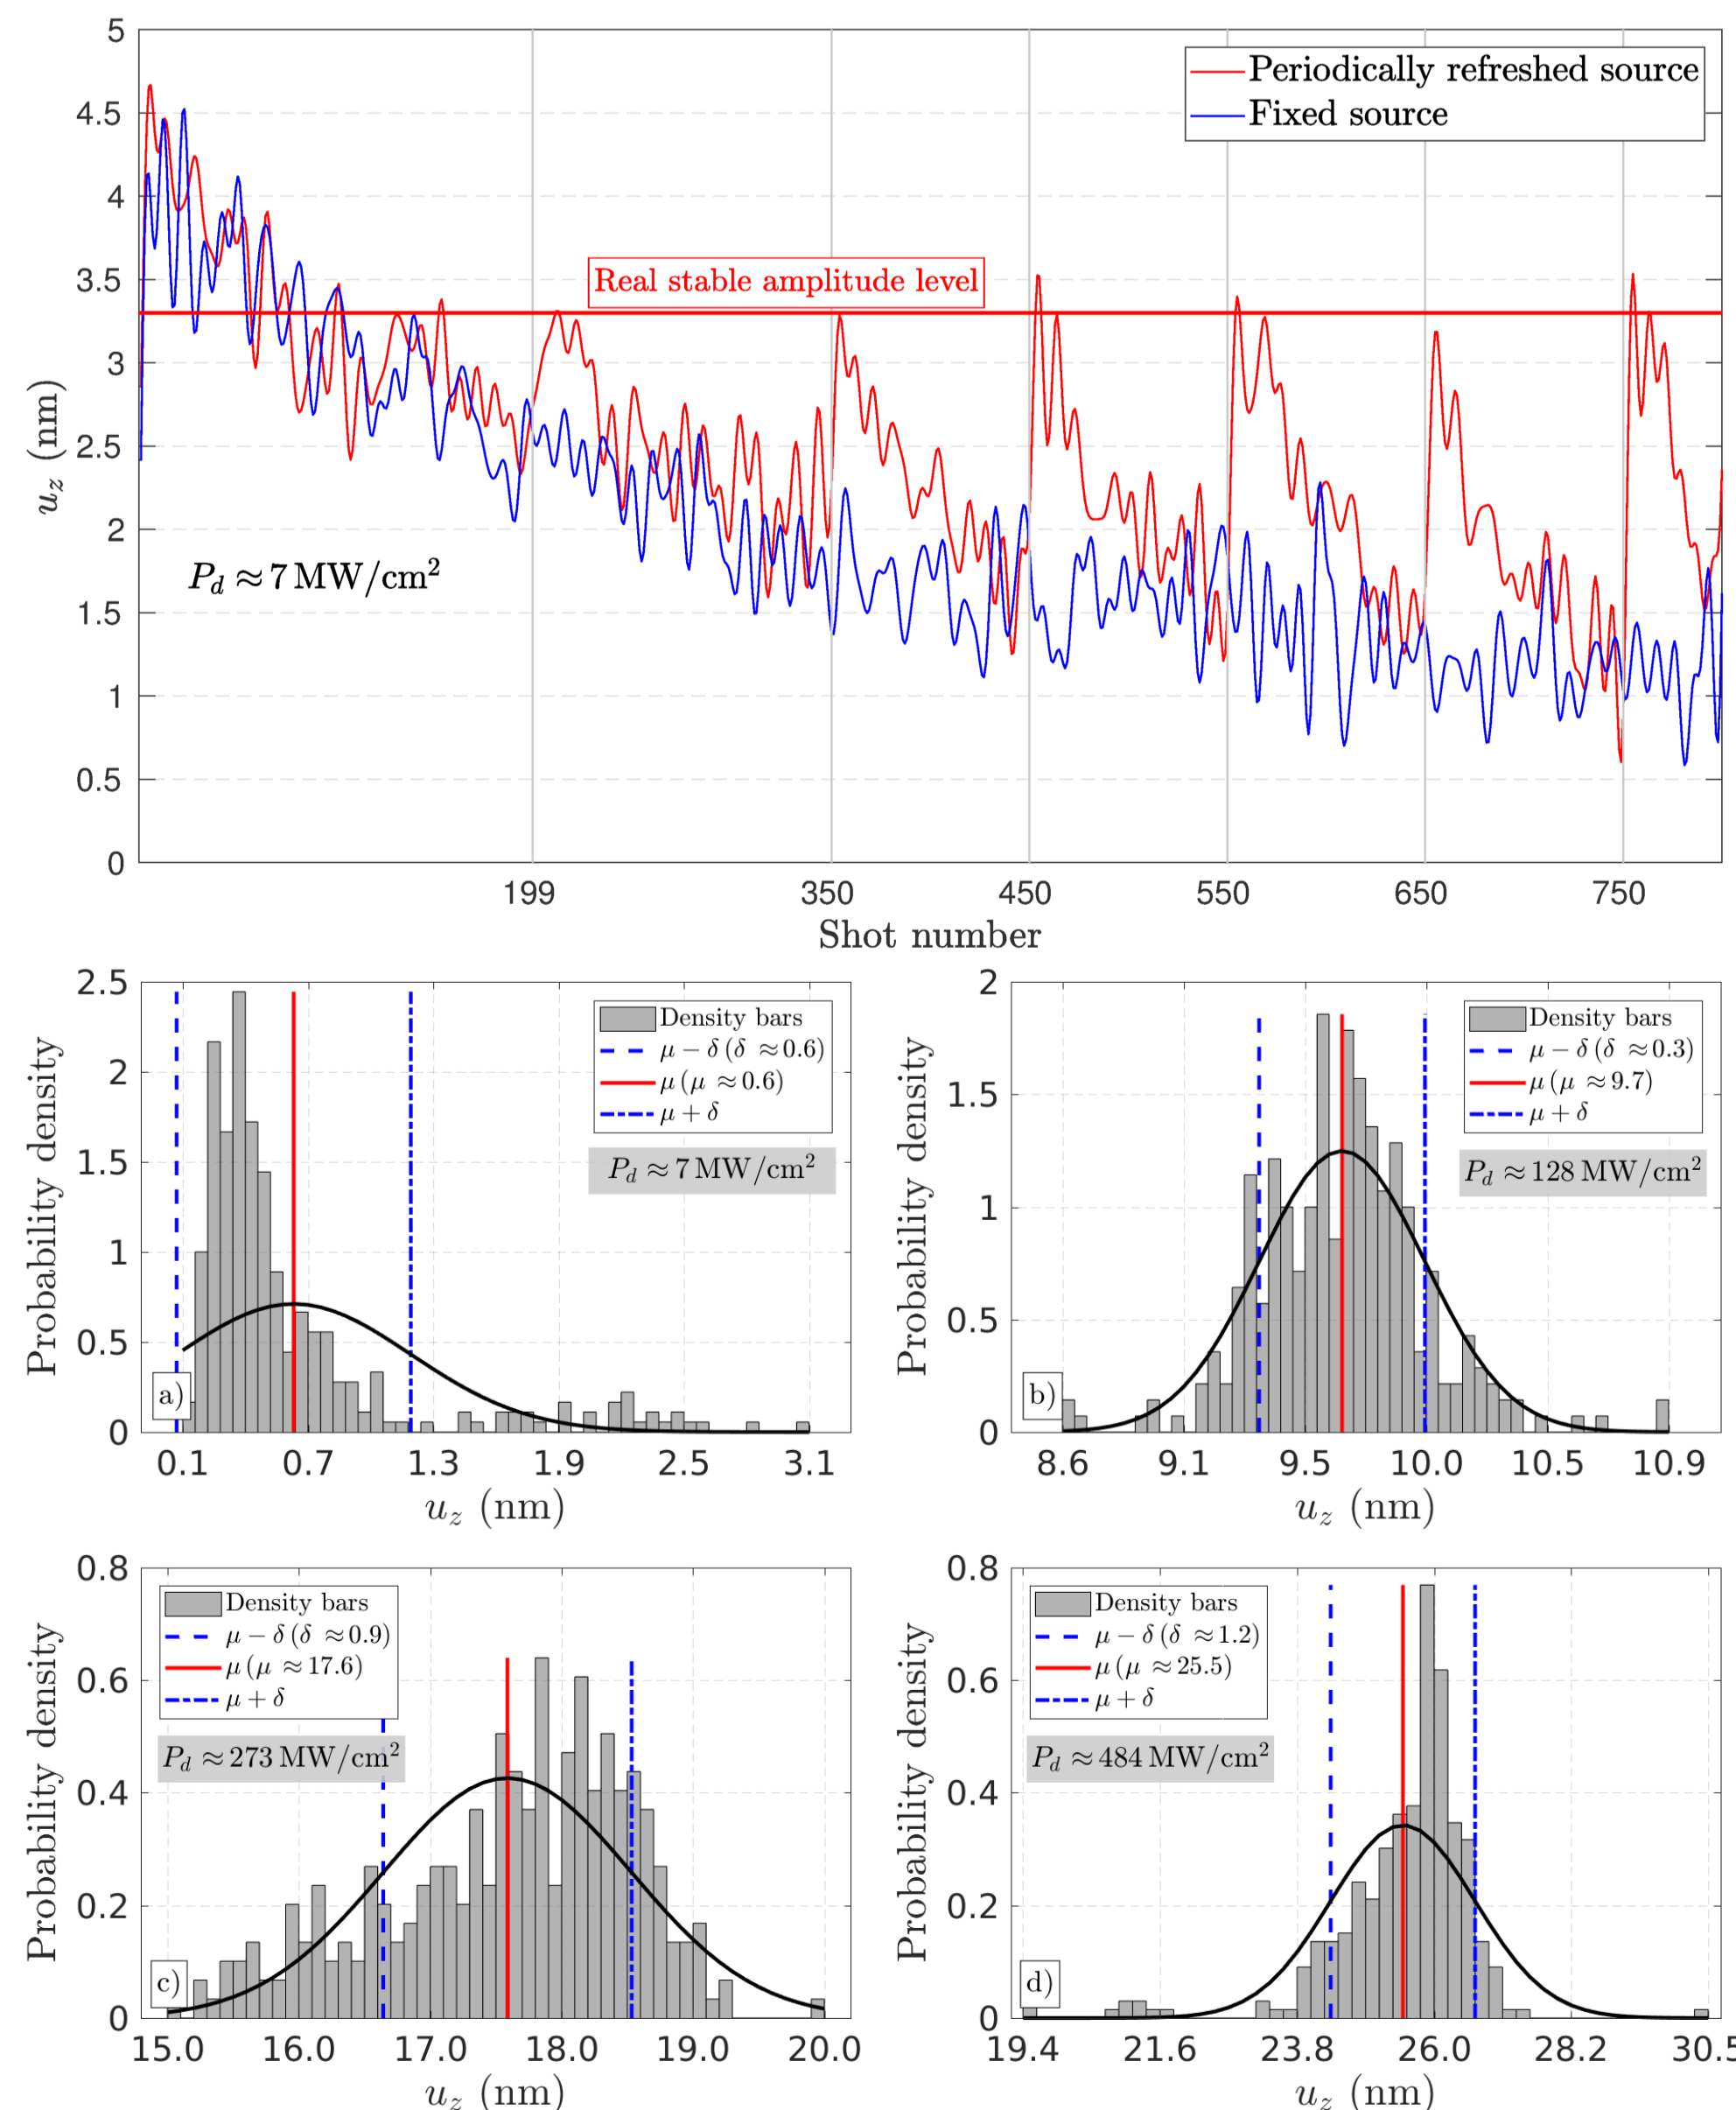 5
4.5
4
3.5
3
2.5
2
1.5
1
0.5
0
u_z (nm)
Periodically refreshed source
Fixed source
Real stable amplitude level
P_d ≈ 7 MW/cm²
199 350 450 550 650 750
Shot number
2.5
2
1.5
1
0.5
0
Probability density
Density bars
μ − δ (δ ≈0.6)
μ (μ ≈0.6)
μ + δ
P_d ≈ 7 MW/cm²
a)
0.1 0.7 1.3 1.9 2.5 3.1
u_z (nm)
2
1.5
1
0.5
0
Probability density
Density bars
μ − δ (δ ≈0.3)
μ (μ ≈9.7)
μ + δ
P_d ≈ 128 MW/cm²
b)
8.6 9.1 9.5 10.0 10.5 10.9
u_z (nm)
0.8
0.6
0.4
0.2
0
Probability density
Density bars
μ − δ (δ ≈0.9)
μ (μ ≈17.6)
μ + δ
P_d ≈ 273 MW/cm²
c)
15.0 16.0 17.0 18.0 19.0 20.0
u_z (nm)
0.8
0.6
0.4
0.2
0
Probability density
Density bars
μ − δ (δ ≈1.2)
μ (μ ≈25.5)
μ + δ
P_d ≈ 484 MW/cm²
d)
19.4 21.6 23.8 26.0 28.2 30.5
u_z (nm)